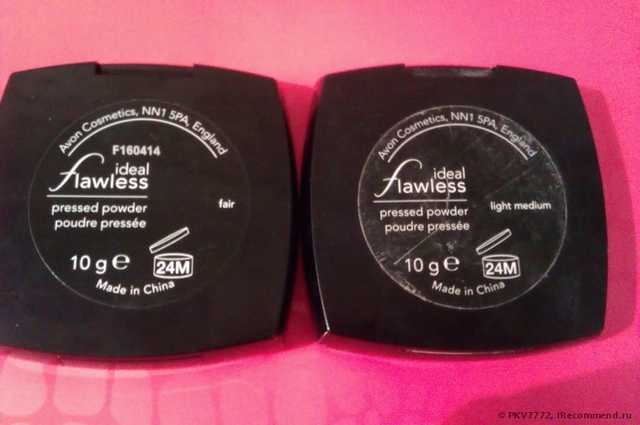 Avon Cosmetics, NN1 5PA, England
F160414
ideal
flawless
pressed powder
poudre pressée
fair
10 g e
24M
Made in China
Avon Cosmetics, NN1 5PA, England
ideal
flawless
pressed powder
poudre pressée
light medium
10 g e
24M
Made in China
© PKV7772, IRecommend.ru